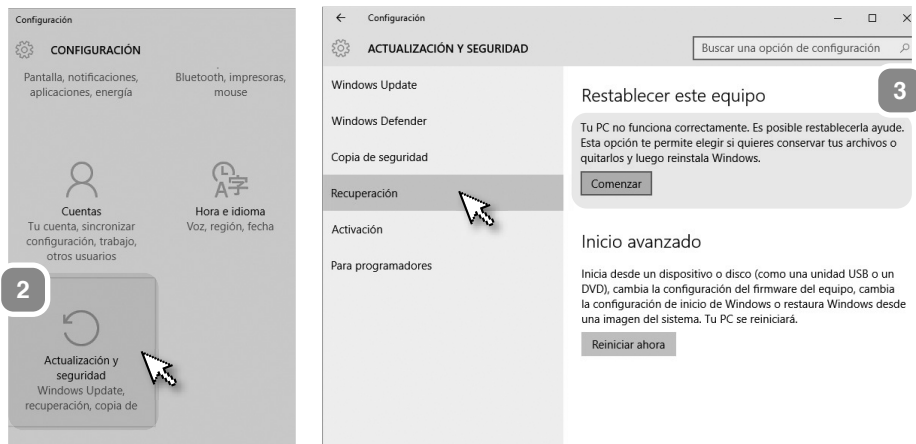 Configuración
CONFIGURACIÓN
Pantalla, notificaciones,
aplicaciones, energía
Bluetooth, impresoras,
mouse
Cuentas
Tu cuenta, sincronizar
configuración, trabajo,
otros usuarios
Hora e idioma
Voz, región, fecha
2
Actualización y
seguridad
Windows Update,
recuperación, copia de
Configuración
ACTUALIZACIÓN Y SEGURIDAD
Buscar una opción de configuración
Windows Update
Windows Defender
Copia de seguridad
Recuperación
Activación
Para programadores
3
Restablecer este equipo
Tu PC no funciona correctamente. Es posible restablecerla ayude.
Esta opción te permite elegir si quieres conservar tus archivos o
quitarlos y luego reinstala Windows.
Comenzar
Inicio avanzado
Inicia desde un dispositivo o disco (como una unidad USB o un
DVD), cambia la configuración del firmware del equipo, cambia
la configuración de inicio de Windows o restaura Windows desde
una imagen del sistema. Tu PC se reiniciará.
Reiniciar ahora